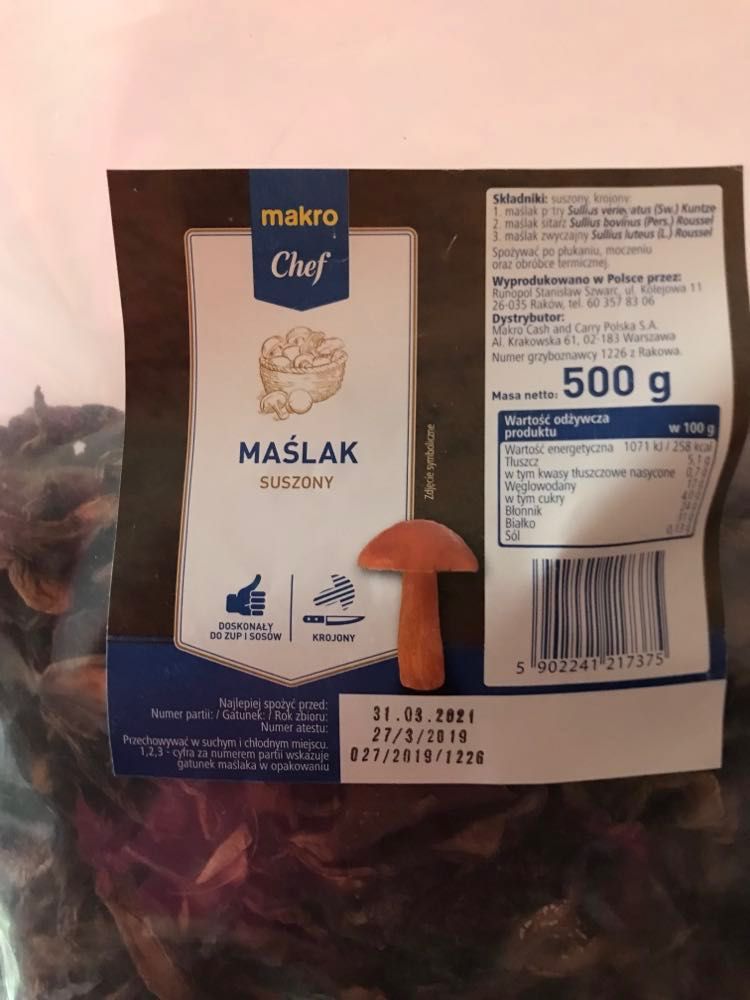 makro
Chef
MAŚLAK
SUSZONY
Zdjęcie symboliczne
DOSKONAŁY
DO ZUP I SOSÓW
KROJONY
Składniki: suszony, krojony:
1. maślak p try Sullius varie atus (Sw.) Kuntze
2. maślak sitarz Sullius bovinus (Pers.) Roussel
3. maślak zwyczajny Sullius luteus (L.) Roussel
Spożywać po płukaniu, moczeniu
oraz obróbce termicznej.
Wyprodukowano w Polsce przez:
Runopol Stanisław Szwarc, ul. Kolejowa 11
26-035 Raków, tel. 60 357 83 06
Dystrybutor:
Makro Cash and Carry Polska S.A.
Al. Krakowska 61, 02-183 Warszawa
Numer grzyboznawcy 1226 z Rakowa.
Masa netto: 500 g
Wartość odżywcza
produktu w 100 g
Wartość energetyczna 1071 kJ / 258 kcal
Tłuszcz
w tym kwasy tłuszczowe nasycone
Węglowodany
w tym cukry
Błonnik
Białko
Sól
5 902241 217375
Najlepiej spożyć przed: 31.03.2021
Numer partii: / Gatunek: / Rok zbioru: 27/3/2019
Numer atestu: 027/2019/1226
Przechowywać w suchym i chłodnym miejscu.
1,2,3 - cyfra za numerem partii wskazuje
gatunek maślaka w opakowaniu